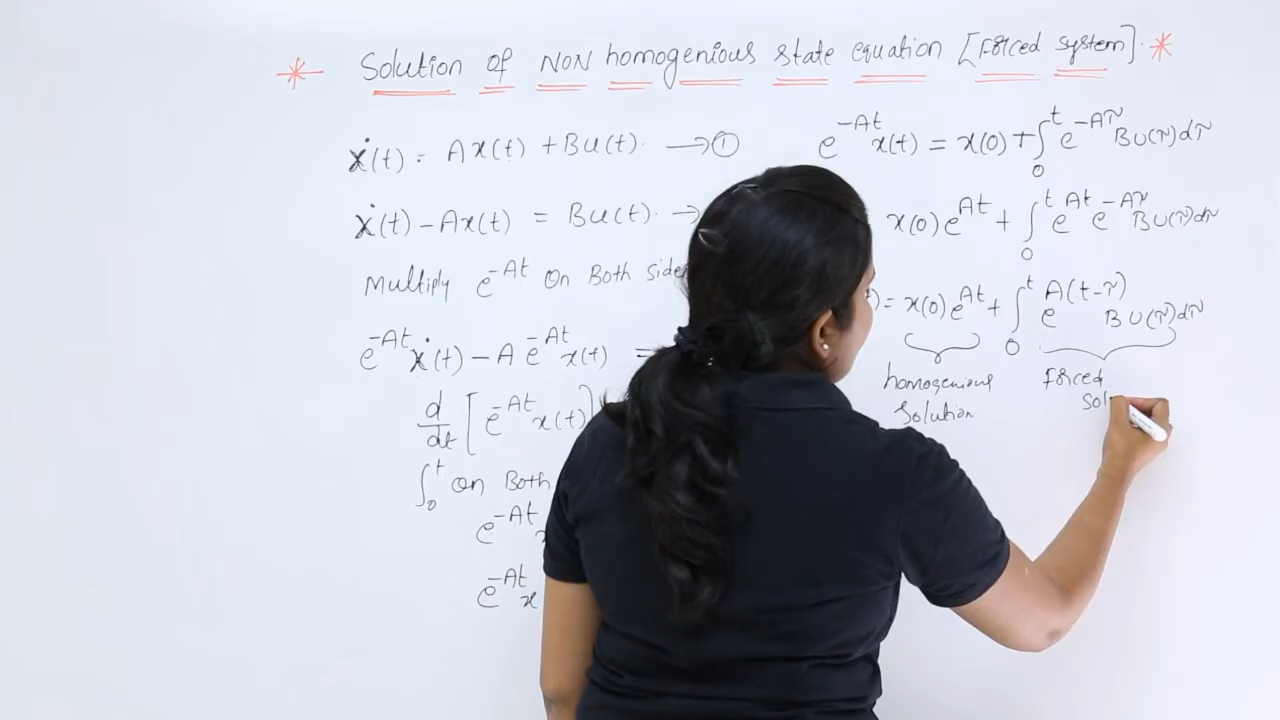 * Solution of NON homogenious state equation [Forced system]. *
ẋ(t) = Ax(t) + Bu(t). → ①
ẋ(t) − Ax(t) = Bu(t). →
Multiply e^{-At} on Both side
e^{-At} ẋ(t) − A e^{-At} x(t) =
d/dt [e^{-At} x(t)]
∫_0^t on Both
e^{-At}
e^{-At} x
e^{-At} x(t) = x(0) + ∫_0^t e^{-Aτ} BU(τ)dτ
x(0) e^{At} + ∫_0^t e^{At} e^{-Aτ} BU(τ)dτ
) = x(0) e^{At} + ∫_0^t e^{A(t-τ)} BU(τ)dτ
homogenious
Solution
forced
Sol